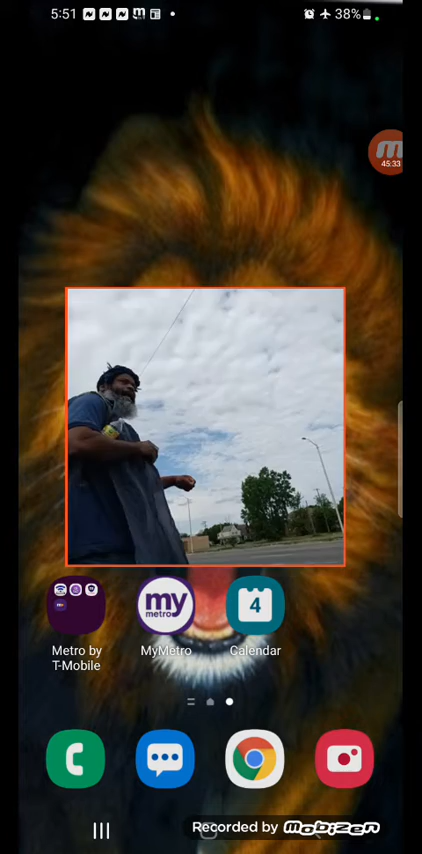 5:51
38%
45:33
my
metro
4
Metro by
T-Mobile
MyMetro
Calendar
Recorded by Mobizen